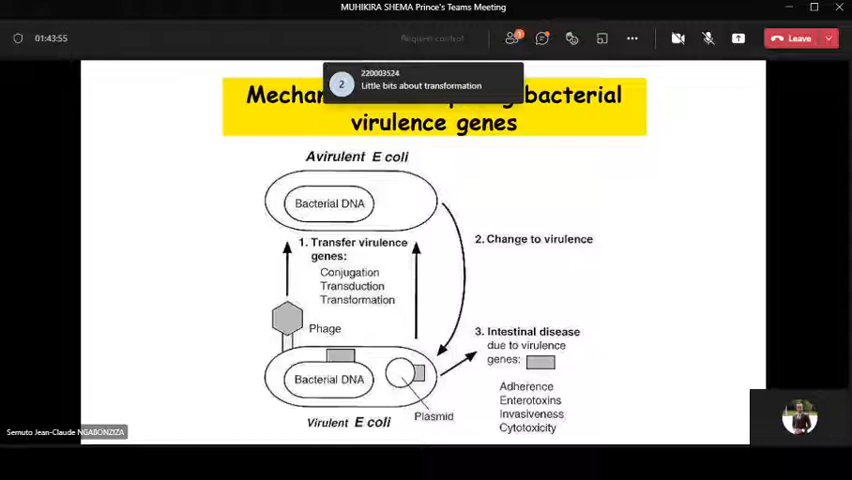 MUHIKIRA SHEMA Prince's Teams Meeting
01:43:55
Request control
Leave
2
220003524
Little bits about transformation
bacterial
virulence genes
Avirulent E coli
Bacterial DNA
1. Transfer virulence
genes:
Conjugation
Transduction
Transformation
2. Change to virulence
Phage
3. Intestinal disease
due to virulence
genes:
Bacterial DNA
Adherence
Enterotoxins
Invasiveness
Cytotoxicity
Plasmid
Virulent E coli
Semuto Jean-Claude NGABONZIZA